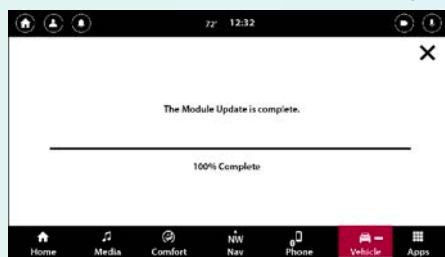 72° 12:32
The Module Update is complete.
100% Complete
NW
Home Media Comfort Nav Phone Vehicle Apps